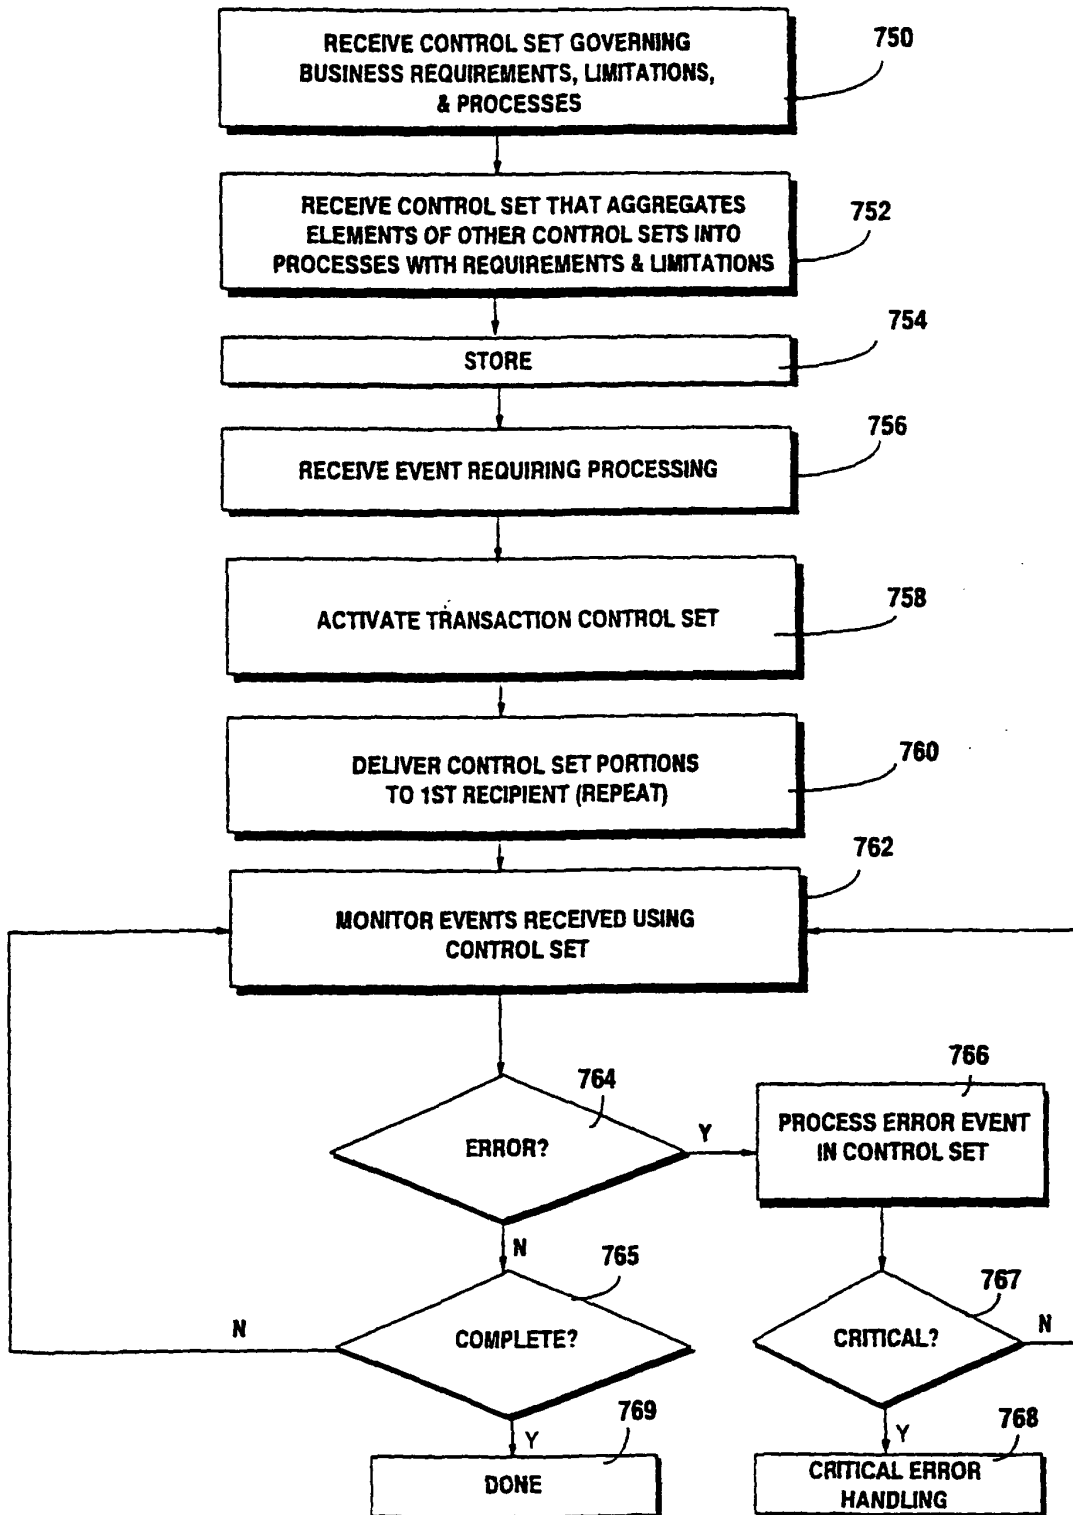 RECEIVE CONTROL SET GOVERNING
BUSINESS REQUIREMENTS, LIMITATIONS,
& PROCESSES
750
RECEIVE CONTROL SET THAT AGGREGATES
ELEMENTS OF OTHER CONTROL SETS INTO
PROCESSES WITH REQUIREMENTS & LIMITATIONS
752
STORE
754
RECEIVE EVENT REQUIRING PROCESSING
756
ACTIVATE TRANSACTION CONTROL SET
758
DELIVER CONTROL SET PORTIONS
TO 1ST RECIPIENT (REPEAT)
760
MONITOR EVENTS RECEIVED USING
CONTROL SET
762
ERROR?
764
Y
PROCESS ERROR EVENT
IN CONTROL SET
766
N
COMPLETE?
765
N
CRITICAL?
767
N
Y
DONE
769
Y
CRITICAL ERROR
HANDLING
768